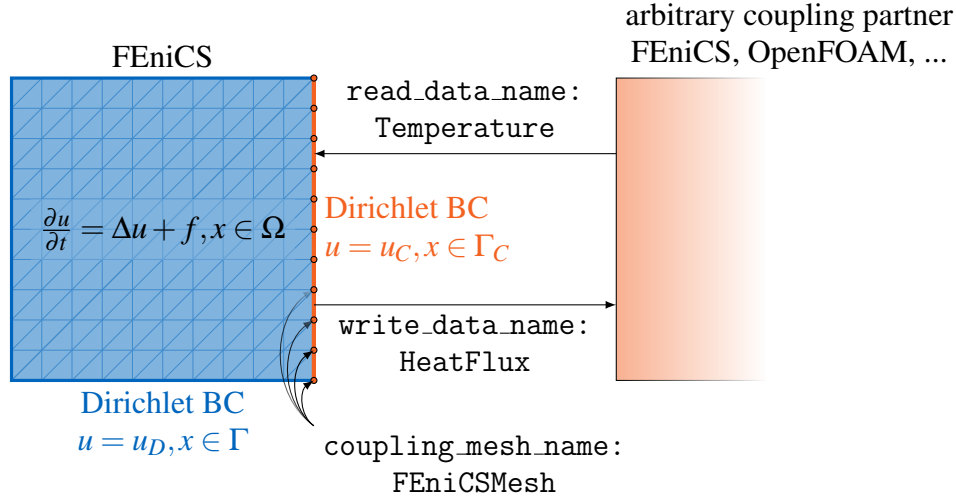 arbitrary coupling partner
FEniCS, OpenFOAM, ...
FEniCS
read_data_name:
Temperature
∂u/∂t = Δu + f, x ∈ Ω
Dirichlet BC
u = u_C, x ∈ Γ_C
write_data_name:
HeatFlux
Dirichlet BC
u = u_D, x ∈ Γ
coupling_mesh_name:
FEniCSMesh